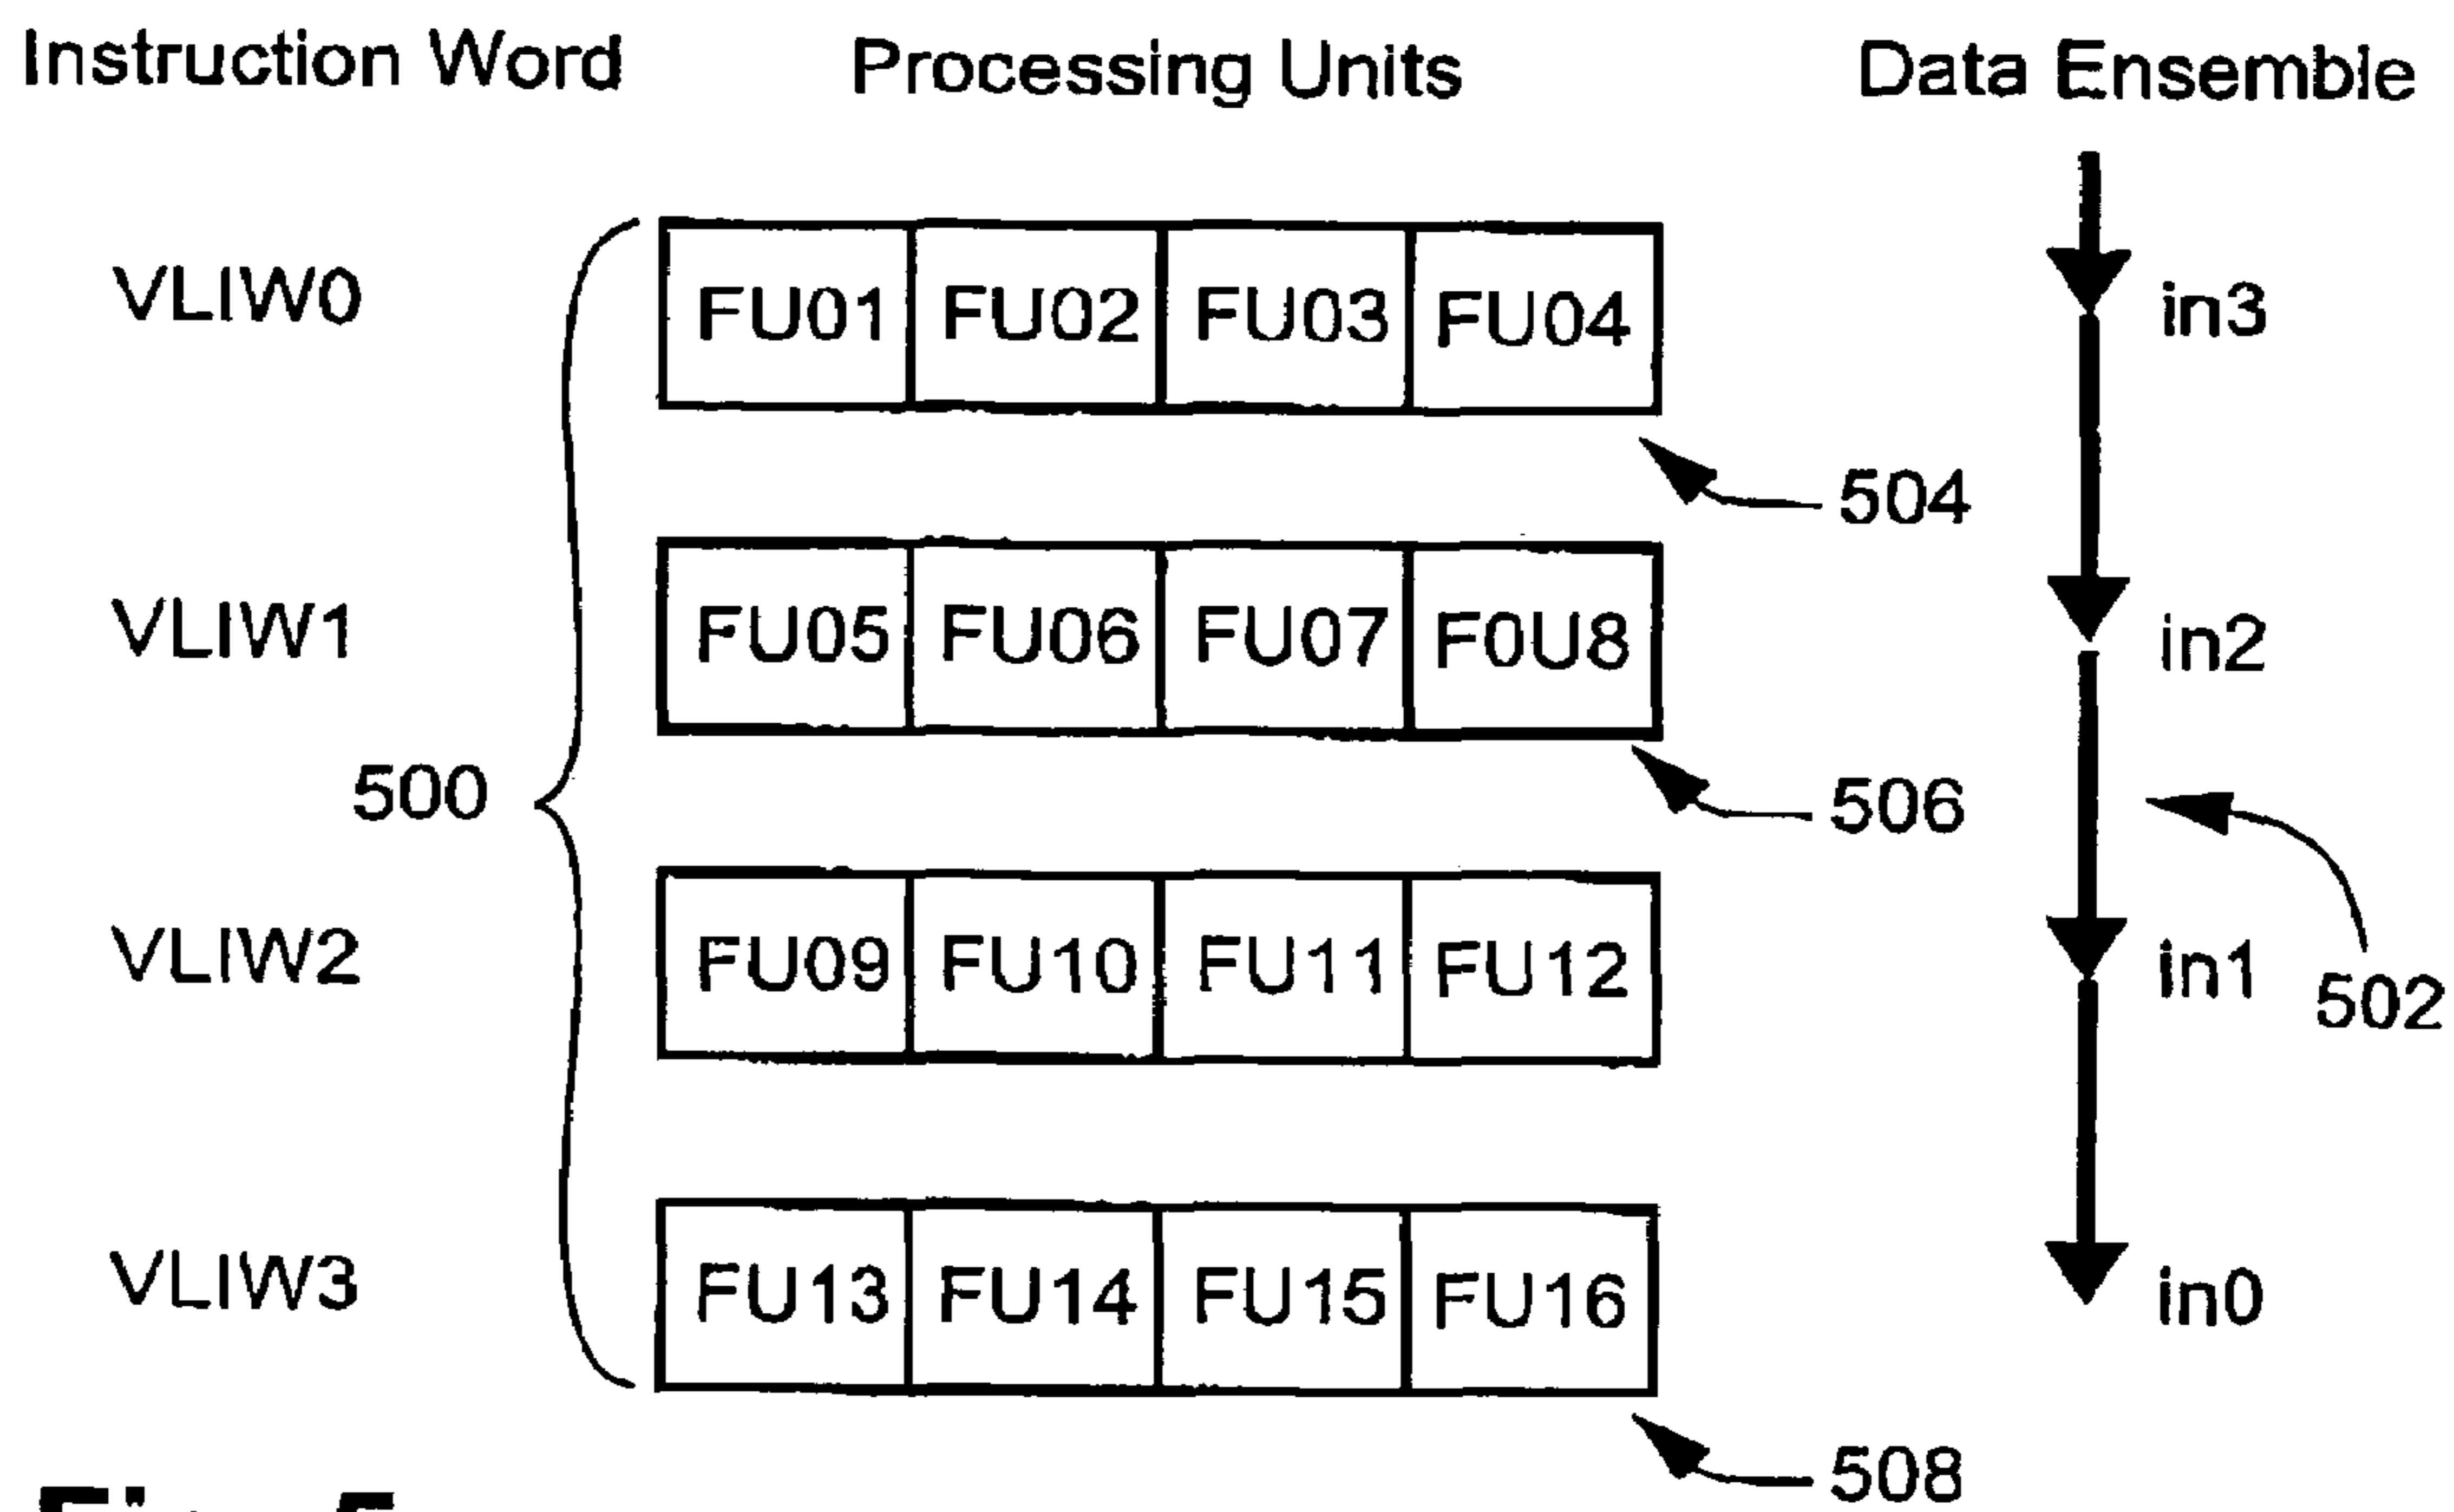 Instruction Word Processing Units Data Ensemble
VLIW0 FU01 FU02 FU03 FU04 in3
504
VLIW1 FU05 FU06 FU07 F0U8 in2
500 506
VLIW2 FU09 FU10 FU11 FU12 in1
502
VLIW3 FU13 FU14 FU15 FU16 in0
508